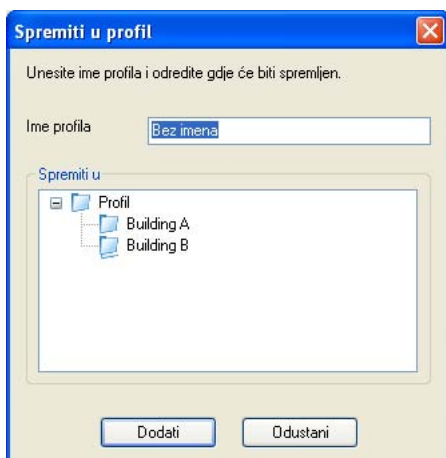 Spremiti u profil
Unesite ime profila i odredite gdje će biti spremljen.
Ime profila
Bez imena
Spremiti u
Profil
Building A
Building B
Dodati
Odustani